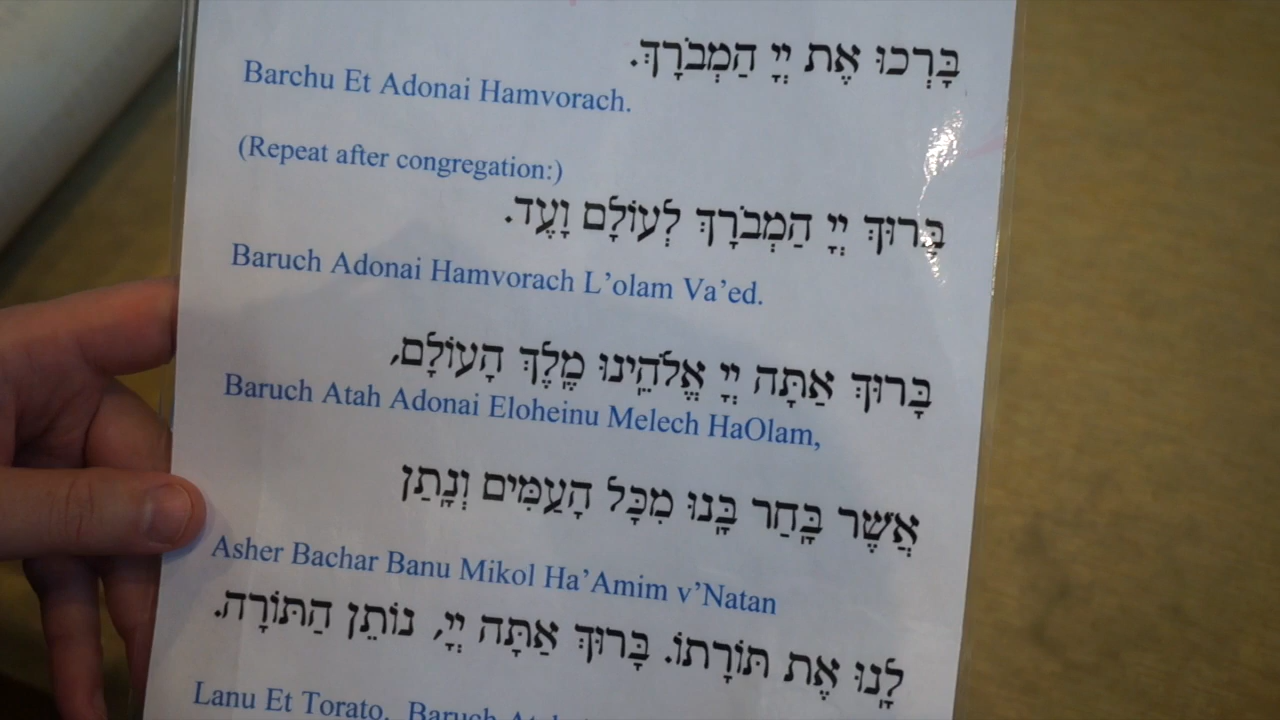 בָּרְכוּ אֶת יְיָ הַמְבֹרָךְ.
Barchu Et Adonai Hamvorach.
(Repeat after congregation:)
בָּרוּךְ יְיָ הַמְבֹרָךְ לְעוֹלָם וָעֶד.
Baruch Adonai Hamvorach L’olam Va’ed.
בָּרוּךְ אַתָּה יְיָ אֱלֹהֵֽינוּ מֶֽלֶךְ הָעוֹלָם,
Baruch Atah Adonai Eloheinu Melech HaOlam,
אֲשֶׁר בָּֽחַר בָּֽנוּ מִכָּל הָעַמִּים וְנָֽתַן
Asher Bachar Banu Mikol Ha’Amim v’Natan
לָֽנוּ אֶת תּוֹרָתוֹ. בָּרוּךְ אַתָּה יְיָ, נוֹתֵן הַתּוֹרָה.
Lanu Et Torato. Baruch